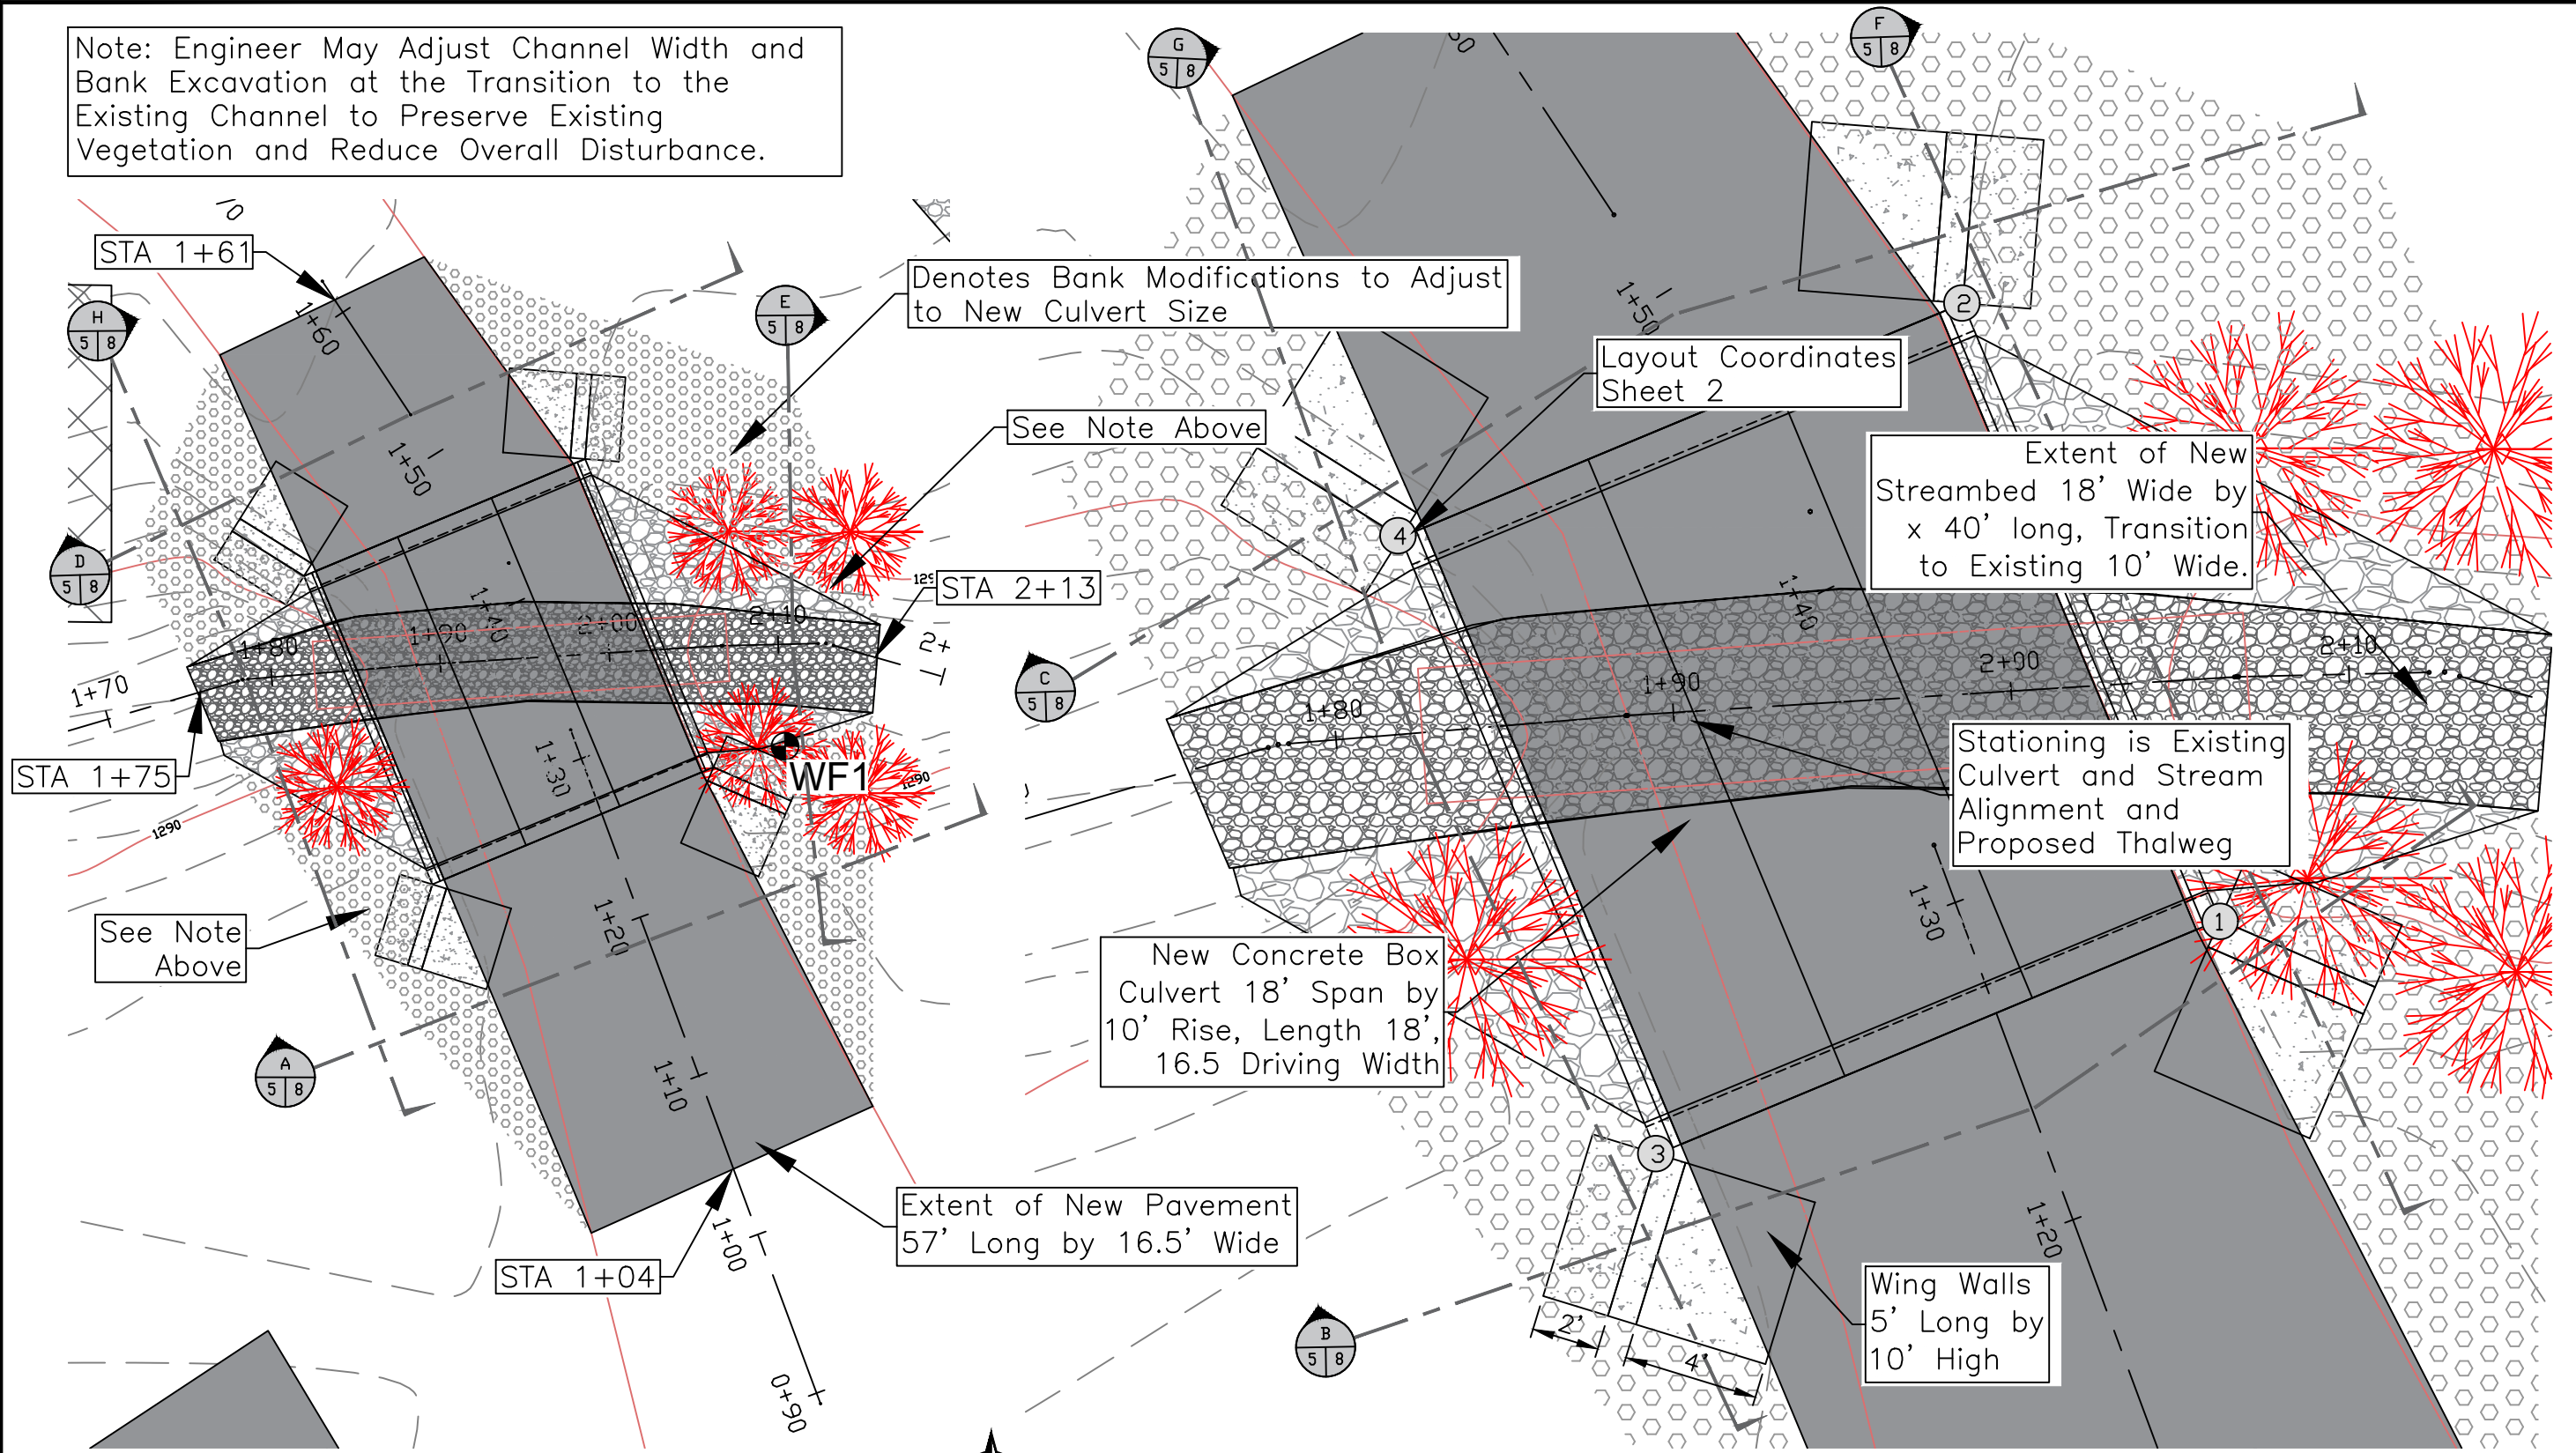 Note: Engineer May Adjust Channel Width and
Bank Excavation at the Transition to the
Existing Channel to Preserve Existing
Vegetation and Reduce Overall Disturbance.
STA 1+61
1+60
1+50
H
5 8
D
5 8
E
5 8
Denotes Bank Modifications to Adjust
to New Culvert Size
See Note Above
STA 2+13
1+70
1+80
1+90
1+40
2+00
2+10
2+
STA 1+75
1290
1+30
WF1
1290
See Note
Above
1+20
A
5 8
1+10
Extent of New Pavement
57' Long by 16.5' Wide
STA 1+04
1+00
0+90
G
5 8
F
5 8
1+50
2
Layout Coordinates
Sheet 2
4
Extent of New
Streambed 18' Wide by
x 40' long, Transition
to Existing 10' Wide.
1+40
C
5 8
1+80
1+90
2+00
2+10
Stationing is Existing
Culvert and Stream
Alignment and
Proposed Thalweg
1+30
1
New Concrete Box
Culvert 18' Span by
10' Rise, Length 18',
16.5 Driving Width
3
1+20
B
5 8
2'
4'
Wing Walls
5' Long by
10' High